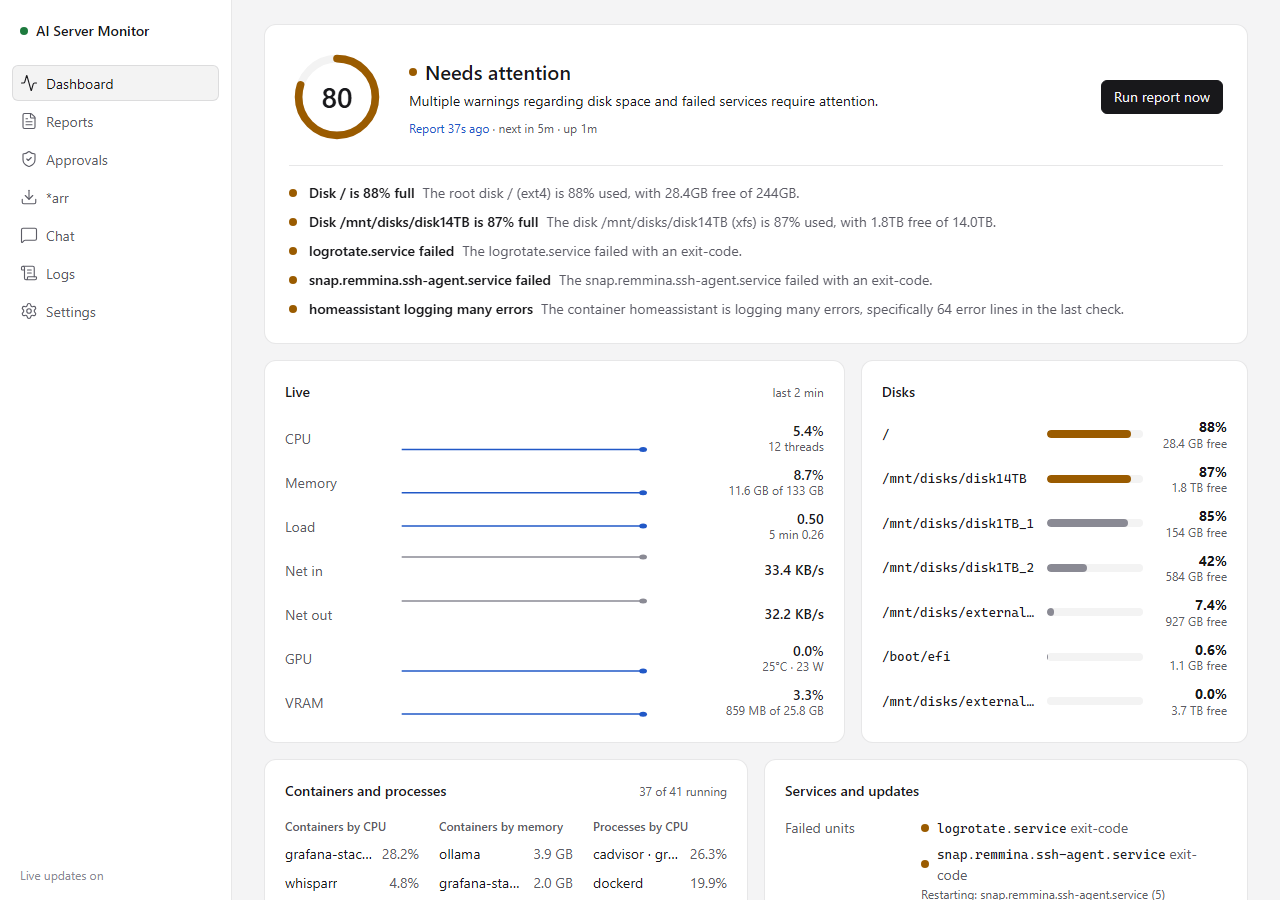 AI Server Monitor
Dashboard
Reports
Approvals
*arr
Chat
Logs
Settings
Live updates on
80
Needs attention
Multiple warnings regarding disk space and failed services require attention.
Report 37s ago · next in 5m · up 1m
Run report now
Disk / is 88% full The root disk / (ext4) is 88% used, with 28.4GB free of 244GB.
Disk /mnt/disks/disk14TB is 87% full The disk /mnt/disks/disk14TB (xfs) is 87% used, with 1.8TB free of 14.0TB.
logrotate.service failed The logrotate.service failed with an exit-code.
snap.remmina.ssh-agent.service failed The snap.remmina.ssh-agent.service failed with an exit-code.
homeassistant logging many errors The container homeassistant is logging many errors, specifically 64 error lines in the last check.
Live last 2 min
CPU 5.4%
12 threads
Memory 8.7%
11.6 GB of 133 GB
Load 0.50
5 min 0.26
Net in 33.4 KB/s
Net out 32.2 KB/s
GPU 0.0%
25°C · 23 W
VRAM 3.3%
859 MB of 25.8 GB
Disks
/ 88%
28.4 GB free
/mnt/disks/disk14TB 87%
1.8 TB free
/mnt/disks/disk1TB_1 85%
154 GB free
/mnt/disks/disk1TB_2 42%
584 GB free
/mnt/disks/external… 7.4%
927 GB free
/boot/efi 0.6%
1.1 GB free
/mnt/disks/external… 0.0%
3.7 TB free
Containers and processes 37 of 41 running
Containers by CPU Containers by memory Processes by CPU
grafana-stac… 28.2% ollama 3.9 GB cadvisor · gr… 26.3%
whisparr 4.8% grafana-sta… 2.0 GB dockerd 19.9%
Services and updates
Failed units logrotate.service exit-code
snap.remmina.ssh-agent.service exit-
code
Restarting: snap.remmina.ssh-agent.service (5)